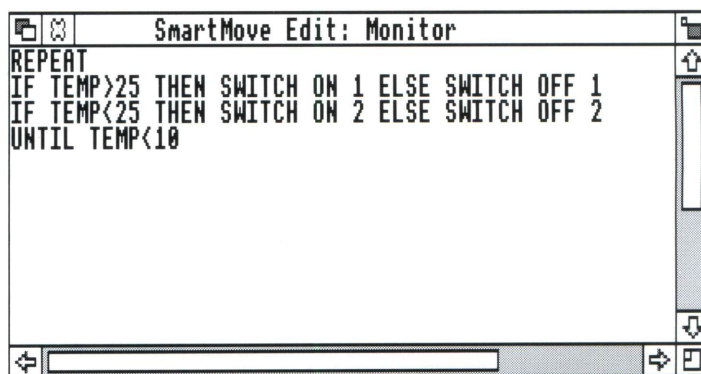 SmartMove Edit: Monitor
REPEAT
IF TEMP>25 THEN SWITCH ON 1 ELSE SWITCH OFF 1
IF TEMP<25 THEN SWITCH ON 2 ELSE SWITCH OFF 2
UNTIL TEMP<10